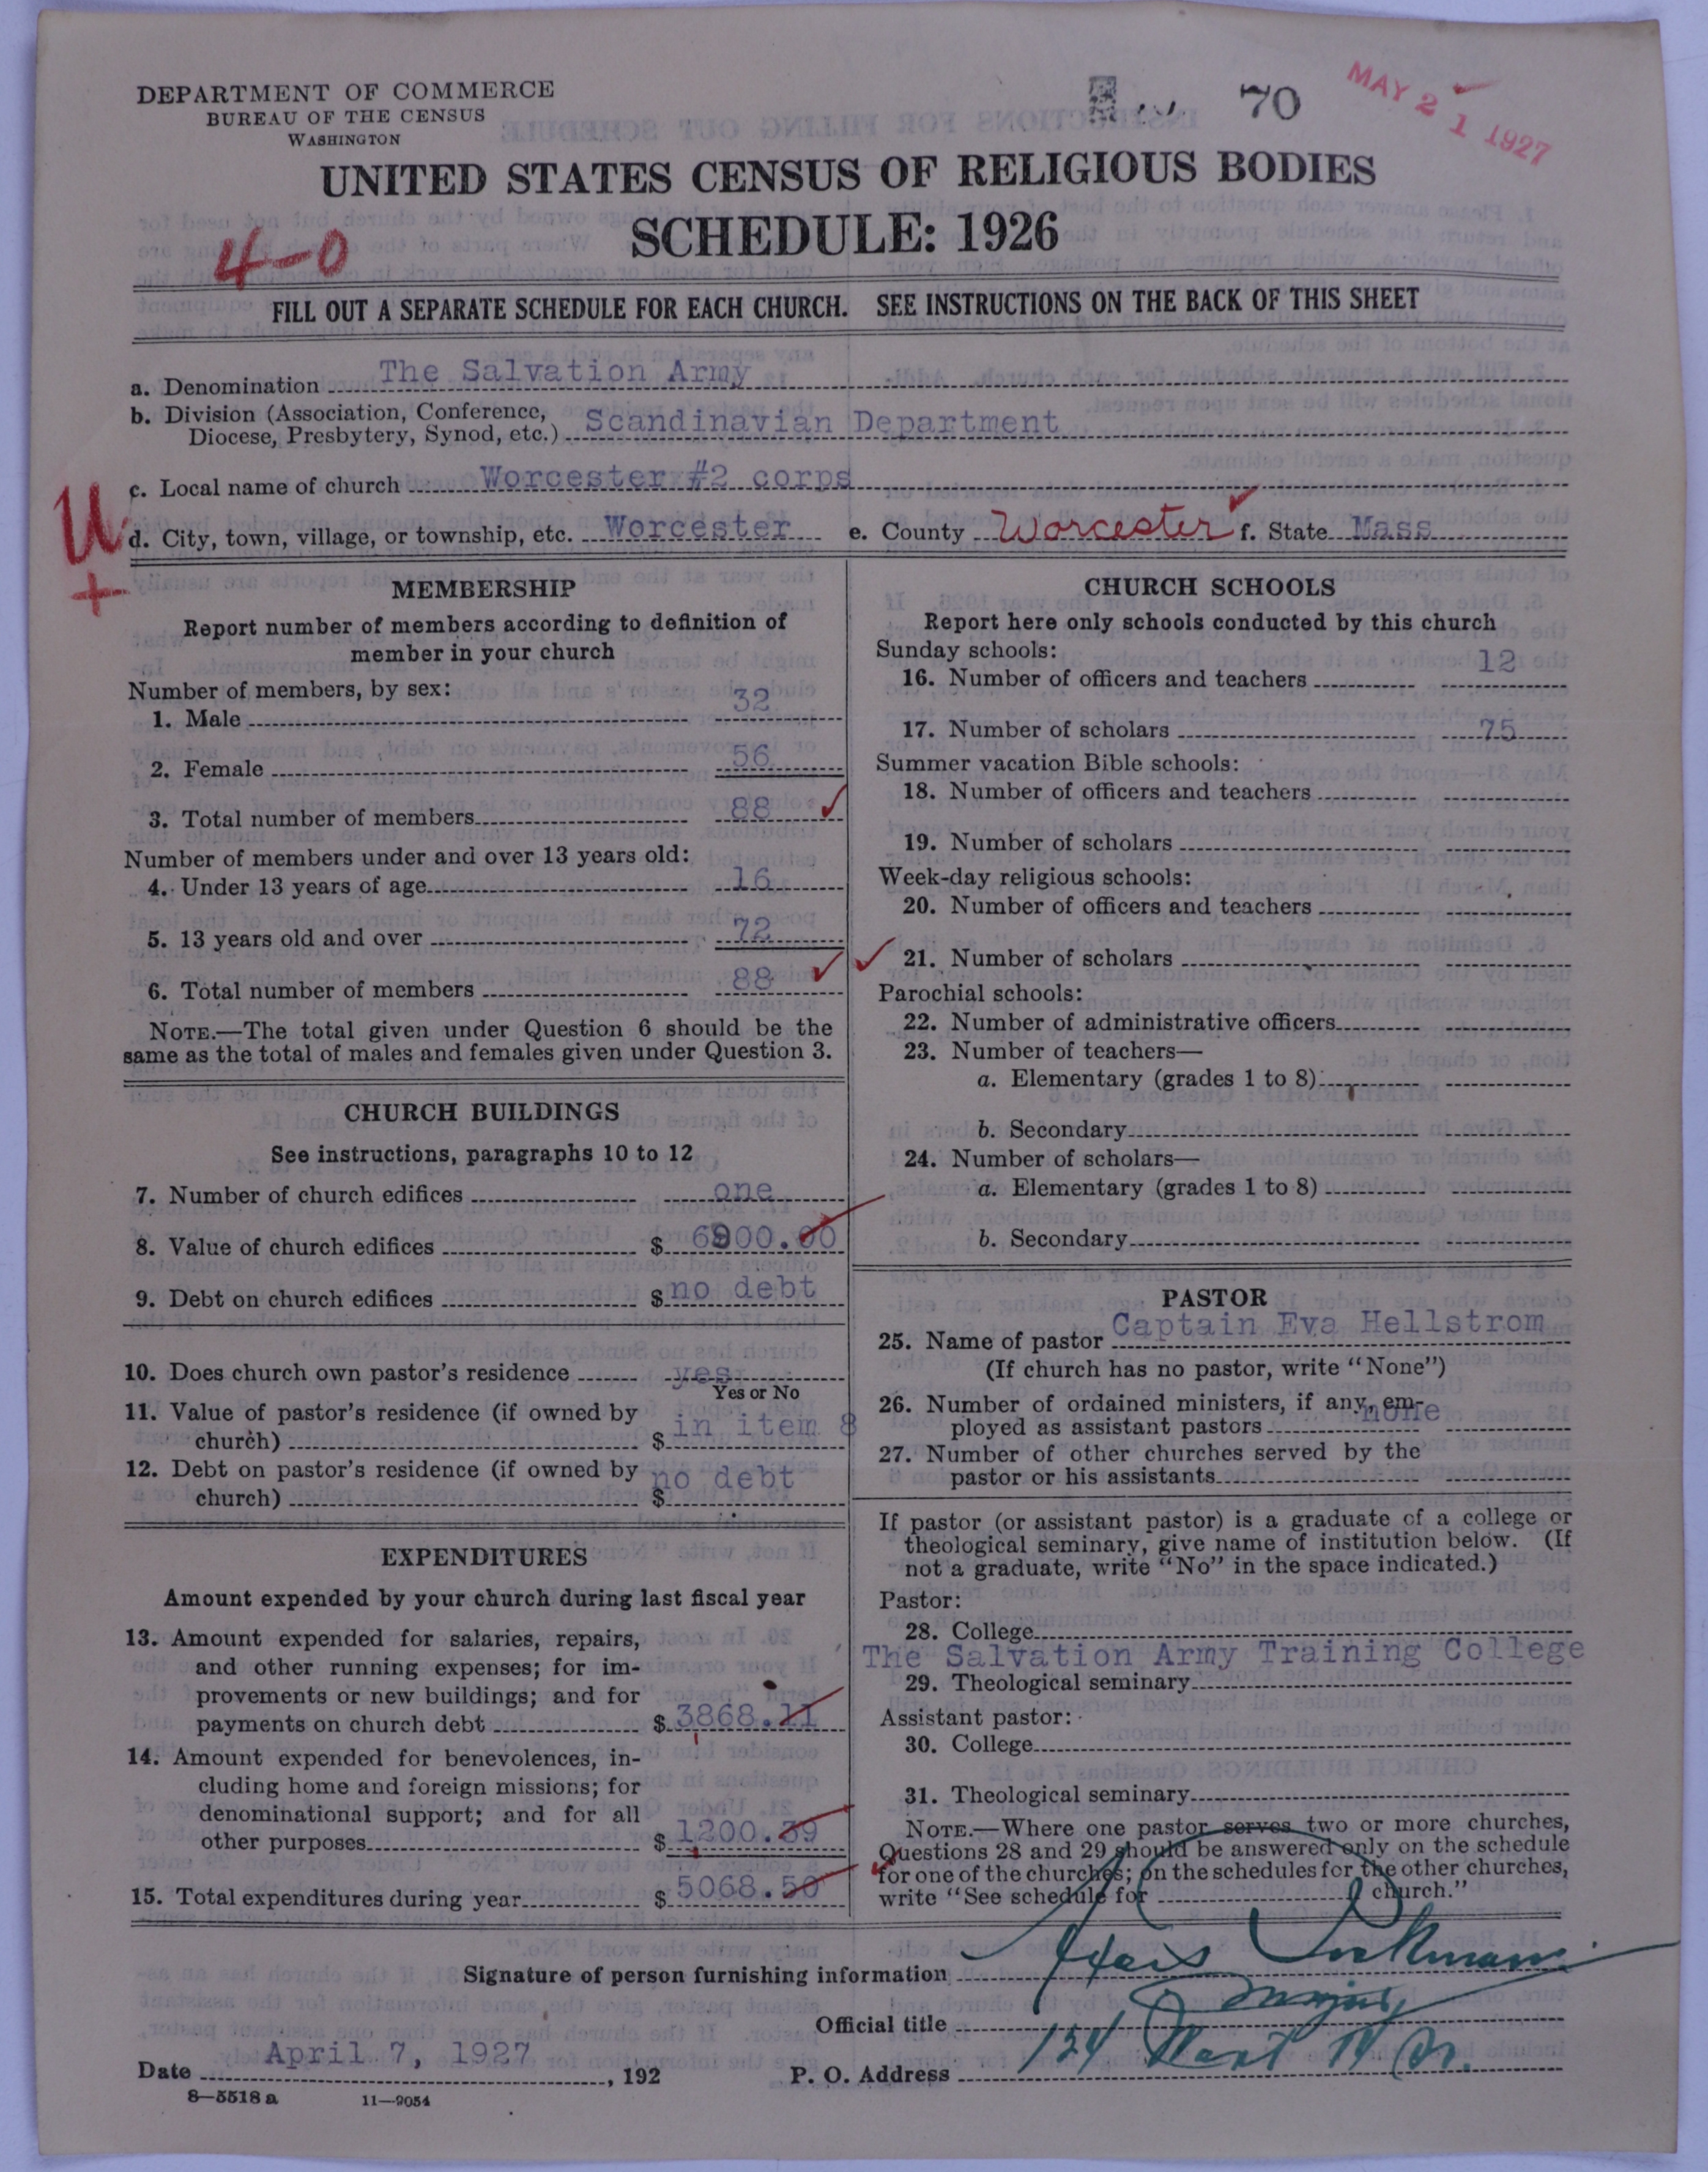 DEPARTMENT OF COMMERCE
BUREAU OF THE CENSUS
WASHINGTON
70
MAY 21 1927
UNITED STATES CENSUS OF RELIGIOUS BODIES
SCHEDULE: 1926
4-0
FILL OUT A SEPARATE SCHEDULE FOR EACH CHURCH. SEE INSTRUCTIONS ON THE BACK OF THIS SHEET
a. Denomination The Salvation Army
b. Division (Association, Conference,
Diocese, Presbytery, Synod, etc.) Scandinavian Department
c. Local name of church Worcester #2 corps
U
+
d. City, town, village, or township, etc. Worcester e. County Worcester f. State Mass
MEMBERSHIP
Report number of members according to definition of
member in your church
Number of members, by sex:
1. Male 32
2. Female 56
3. Total number of members 88
Number of members under and over 13 years old:
4. Under 13 years of age 16
5. 13 years old and over 72
6. Total number of members 88
NOTE.—The total given under Question 6 should be the
same as the total of males and females given under Question 3.
CHURCH BUILDINGS
See instructions, paragraphs 10 to 12
7. Number of church edifices one
8. Value of church edifices $ 6900.00
9. Debt on church edifices $ no debt
10. Does church own pastor's residence yes
Yes or No
11. Value of pastor's residence (if owned by
church) $ in item 8
12. Debt on pastor's residence (if owned by
church) $ no debt
EXPENDITURES
Amount expended by your church during last fiscal year
13. Amount expended for salaries, repairs,
and other running expenses; for im-
provements or new buildings; and for
payments on church debt $ 3868.11
14. Amount expended for benevolences, in-
cluding home and foreign missions; for
denominational support; and for all
other purposes $ 1200.39
15. Total expenditures during year $ 5068.50
CHURCH SCHOOLS
Report here only schools conducted by this church
Sunday schools:
16. Number of officers and teachers 12
17. Number of scholars 75
Summer vacation Bible schools:
18. Number of officers and teachers
19. Number of scholars
Week-day religious schools:
20. Number of officers and teachers
21. Number of scholars
Parochial schools:
22. Number of administrative officers
23. Number of teachers—
a. Elementary (grades 1 to 8)
b. Secondary
24. Number of scholars—
a. Elementary (grades 1 to 8)
b. Secondary
PASTOR
25. Name of pastor Captain Eva Hellstrom
(If church has no pastor, write "None")
26. Number of ordained ministers, if any, em-
ployed as assistant pastors none
27. Number of other churches served by the
pastor or his assistants
If pastor (or assistant pastor) is a graduate of a college or
theological seminary, give name of institution below. (If
not a graduate, write "No" in the space indicated.)
Pastor:
28. College
The Salvation Army Training College
29. Theological seminary
Assistant pastor:
30. College
31. Theological seminary
NOTE.—Where one pastor serves two or more churches,
Questions 28 and 29 should be answered only on the schedule
for one of the churches; on the schedules for the other churches,
write "See schedule for church."
Signature of person furnishing information
Official title Major
Date April 7, 1927, 192 P. O. Address 154
8—5518 a 11—9054